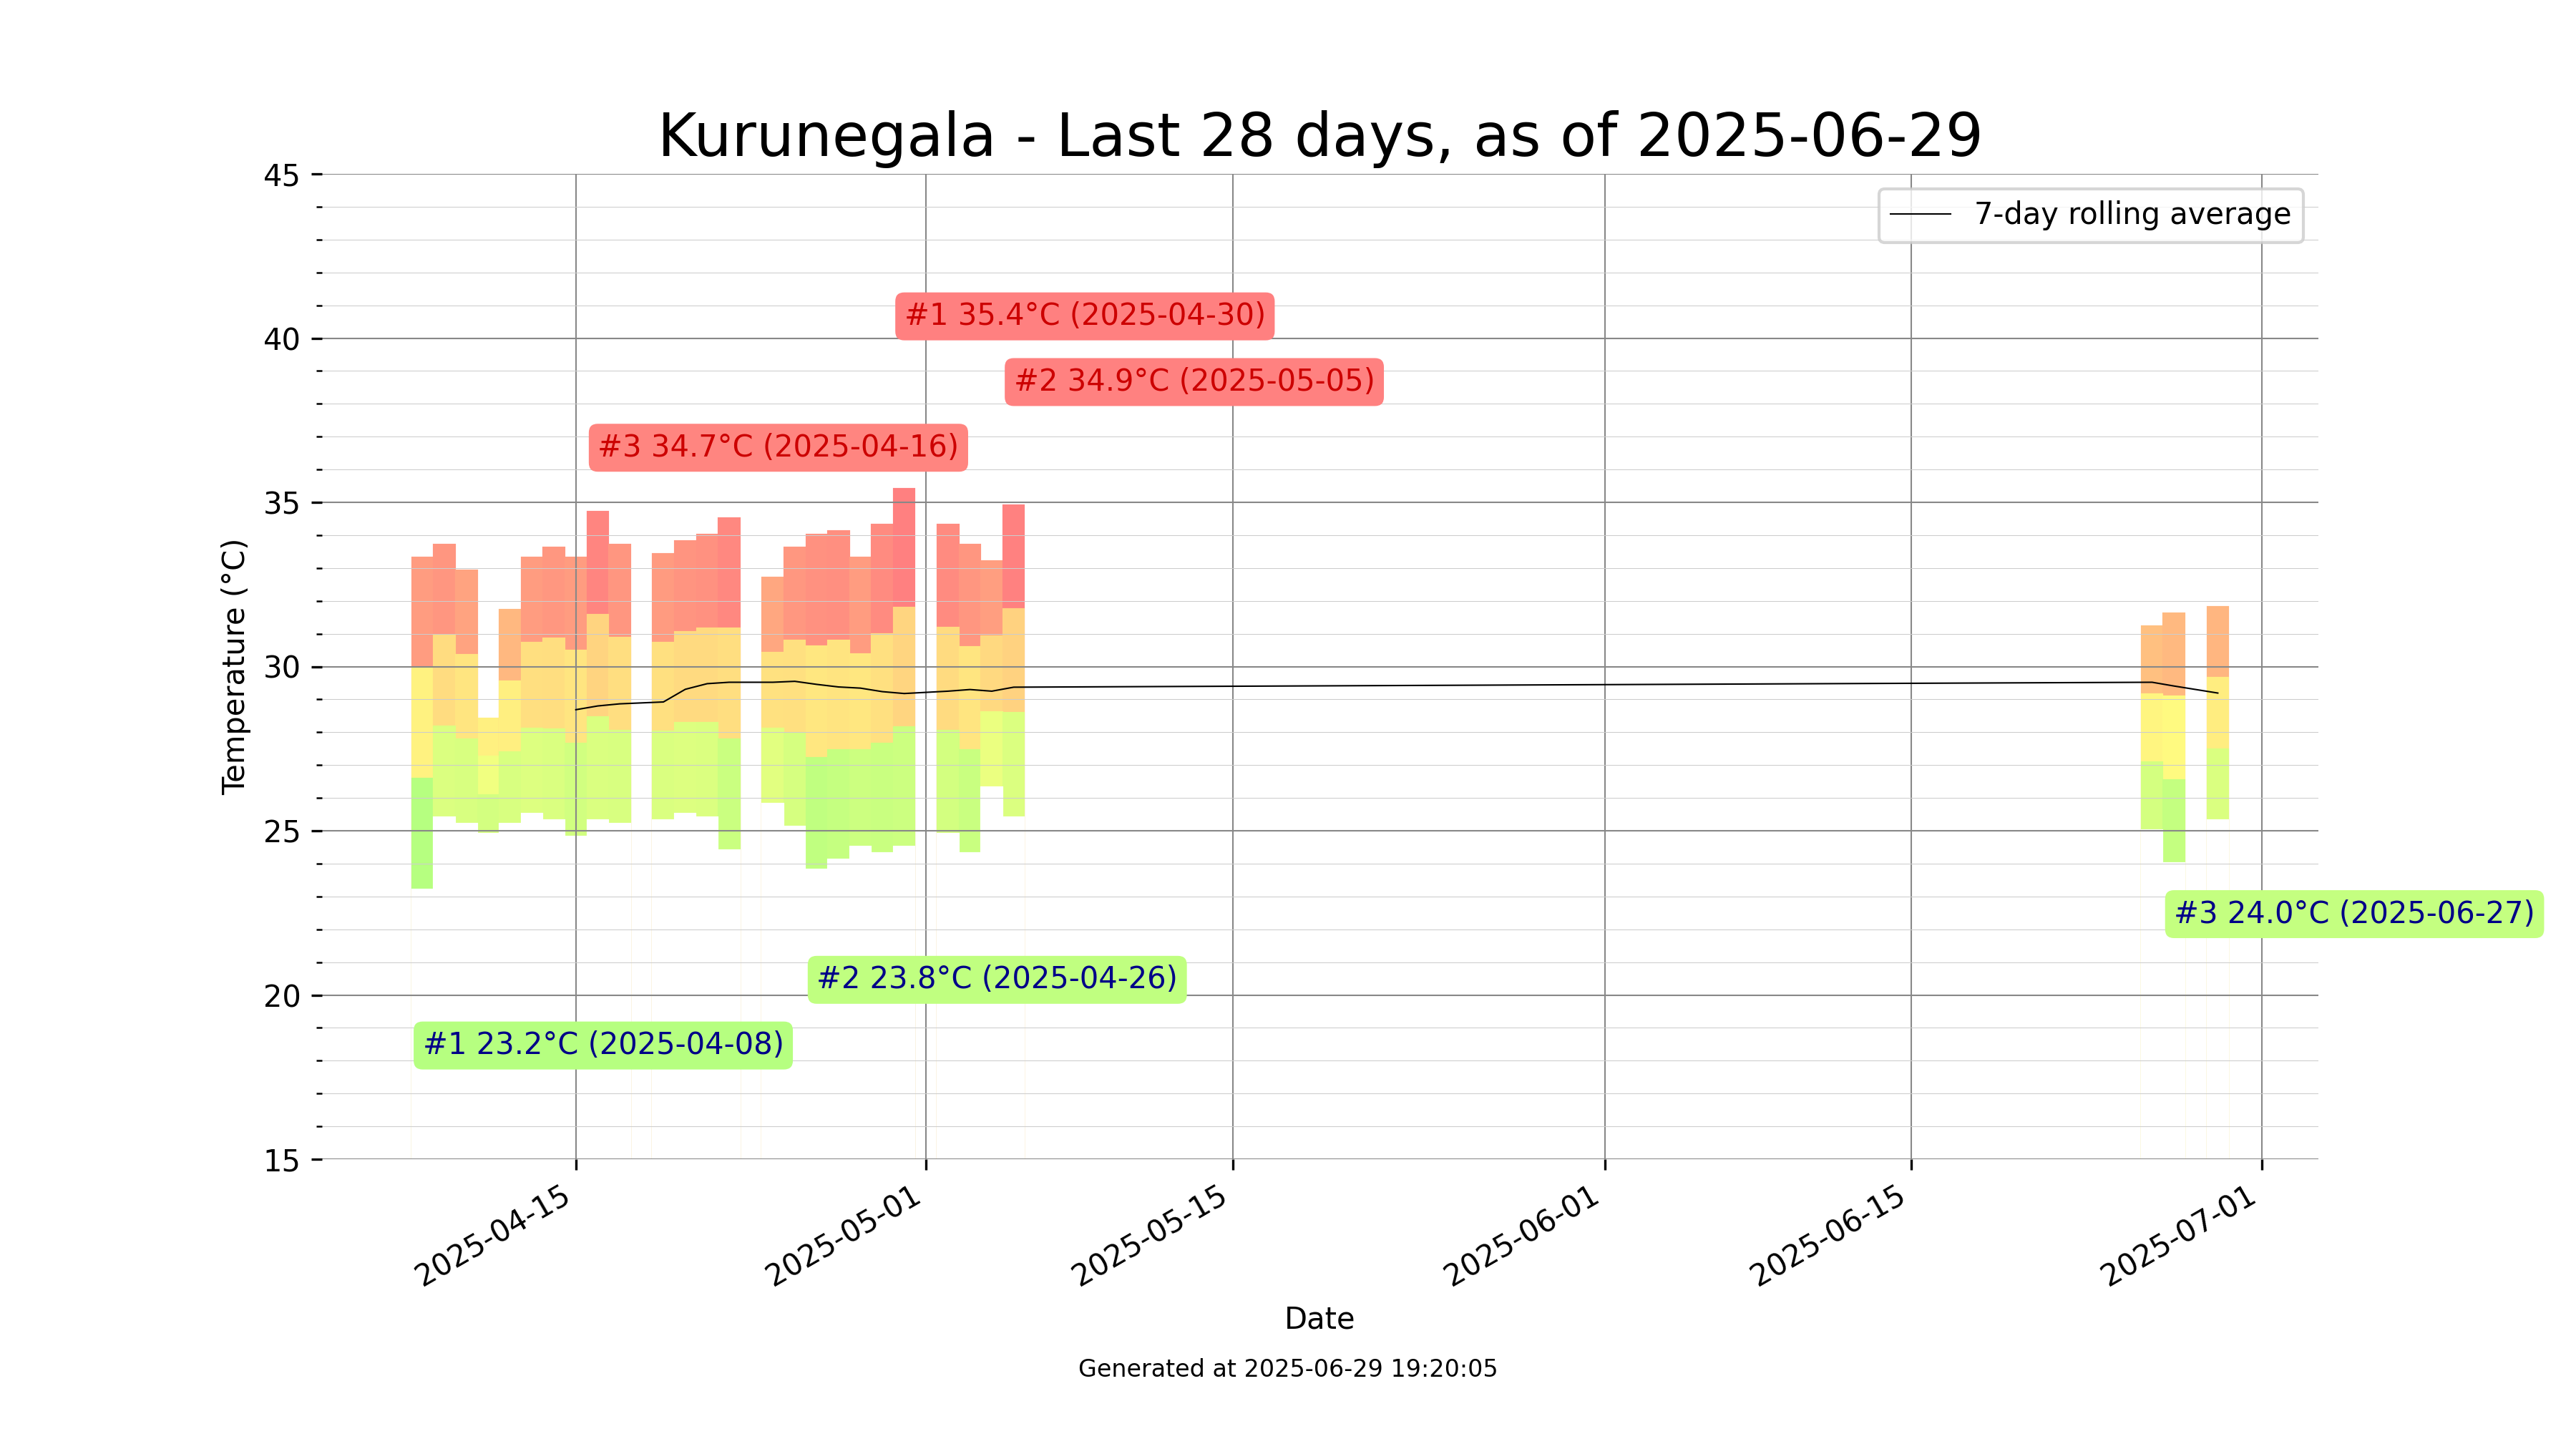 Kurunegala - Last 28 days, as of 2025-06-29
45
7-day rolling average
#1 35.4°C (2025-04-30)
40
#2 34.9°C (2025-05-05)
#3 34.7°C (2025-04-16)
35
Temperature (°C)
30
25
#3 24.0°C (2025-06-27)
#2 23.8°C (2025-04-26)
20
#1 23.2°C (2025-04-08)
15
2025-04-15
2025-05-01
2025-05-15
2025-06-01
2025-06-15
2025-07-01
Date
Generated at 2025-06-29 19:20:05